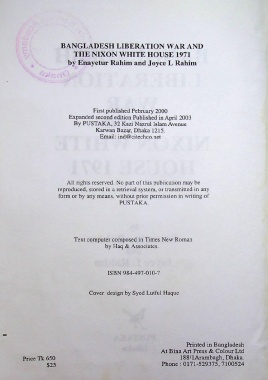 BANGLADESH LIBERATION WAR AND
THE NIXON WHITE HOUSE 1971
by Enayetur Rahim and Joyce L Rahim
First published February 2000
Expanded second edition Published in April 2003
By PUSTAKA, 32 Kazi Nazrul Islam Avenue
Karwan Bazar, Dhaka 1215.
Email: inil@citechco.net
All rights reserved. No part of this publication may be
reproduced, stored in a retrieval system, or transmitted in any
form or by any means, without prior permission in writing of
PUSTAKA.
Text computer composed in Times New Roman
by Haq & Associates.
ISBN 984-497-010-7
Cover design by Syed Lutful Haque
Price Tk 650
$25
Printed in Bangladesh
At Bina Art Press & Colour Ltd
188/1Arambagh, Dhaka.
Phone : 0171-529375, 7100524